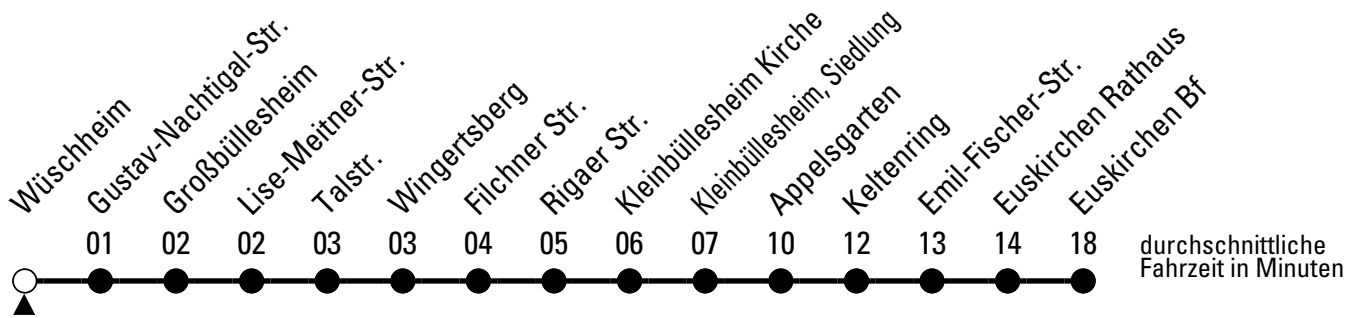 Wüschheim
Gustav-Nachtigal-Str.
Großbüllesheim
Lise-Meitner-Str.
Talstr.
Wingertsberg
Filchner Str.
Rigaer Str.
Kleinbüllesheim Kirche
Kleinbüllesheim, Siedlung
Appelsgarten
Keltenring
Emil-Fischer-Str.
Euskirchen Rathaus
Euskirchen Bf
01 02 02 03 03 04 05 06 07 10 12 13 14 18
durchschnittliche
Fahrzeit in Minuten